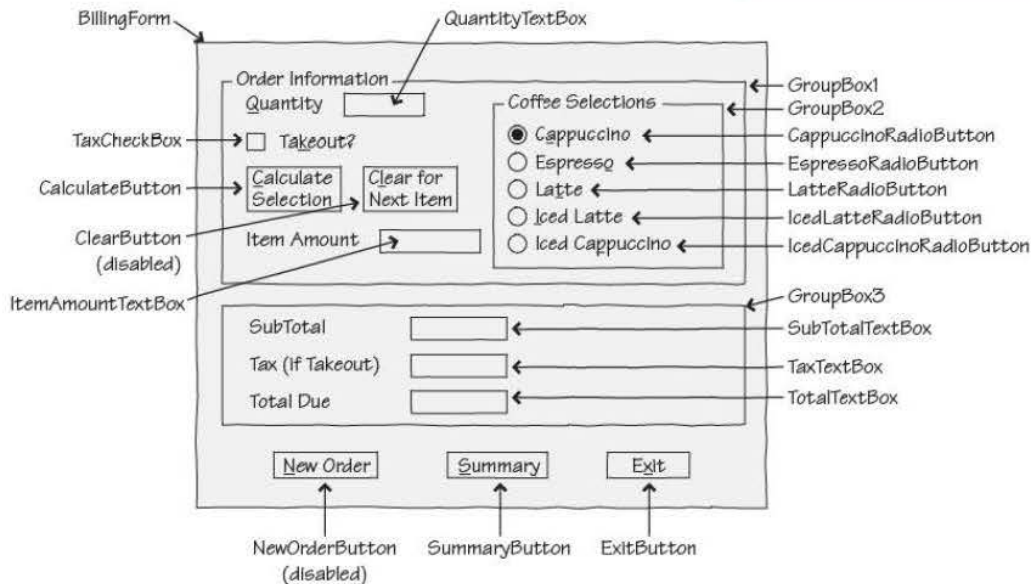 BillingForm
QuantityTextBox
Order Information
GroupBox1
Quantity
Coffee Selections
GroupBox2
TaxCheckBox
Takeout?
Cappuccino
CappuccinoRadioButton
Espresso
EspressoRadioButton
CalculateButton
Calculate
Selection
Clear for
Next Item
Latte
LatteRadioButton
Iced Latte
IcedLatteRadioButton
ClearButton
(disabled)
Item Amount
Iced Cappuccino
IcedCappuccinoRadioButton
ItemAmountTextBox
GroupBox3
SubTotal
SubTotalTextBox
Tax (if Takeout)
TaxTextBox
Total Due
TotalTextBox
New Order
Summary
Exit
NewOrderButton
(disabled)
SummaryButton
ExitButton